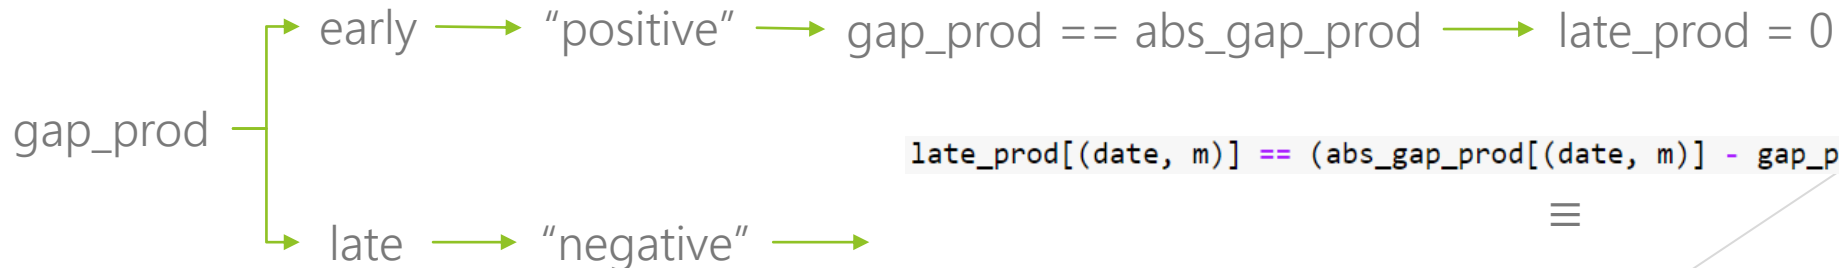 early “positive” gap_prod == abs_gap_prod late_prod = 0
gap_prod
late_prod[(date, m)] == (abs_gap_prod[(date, m)] - gap_p
≡
late “negative”